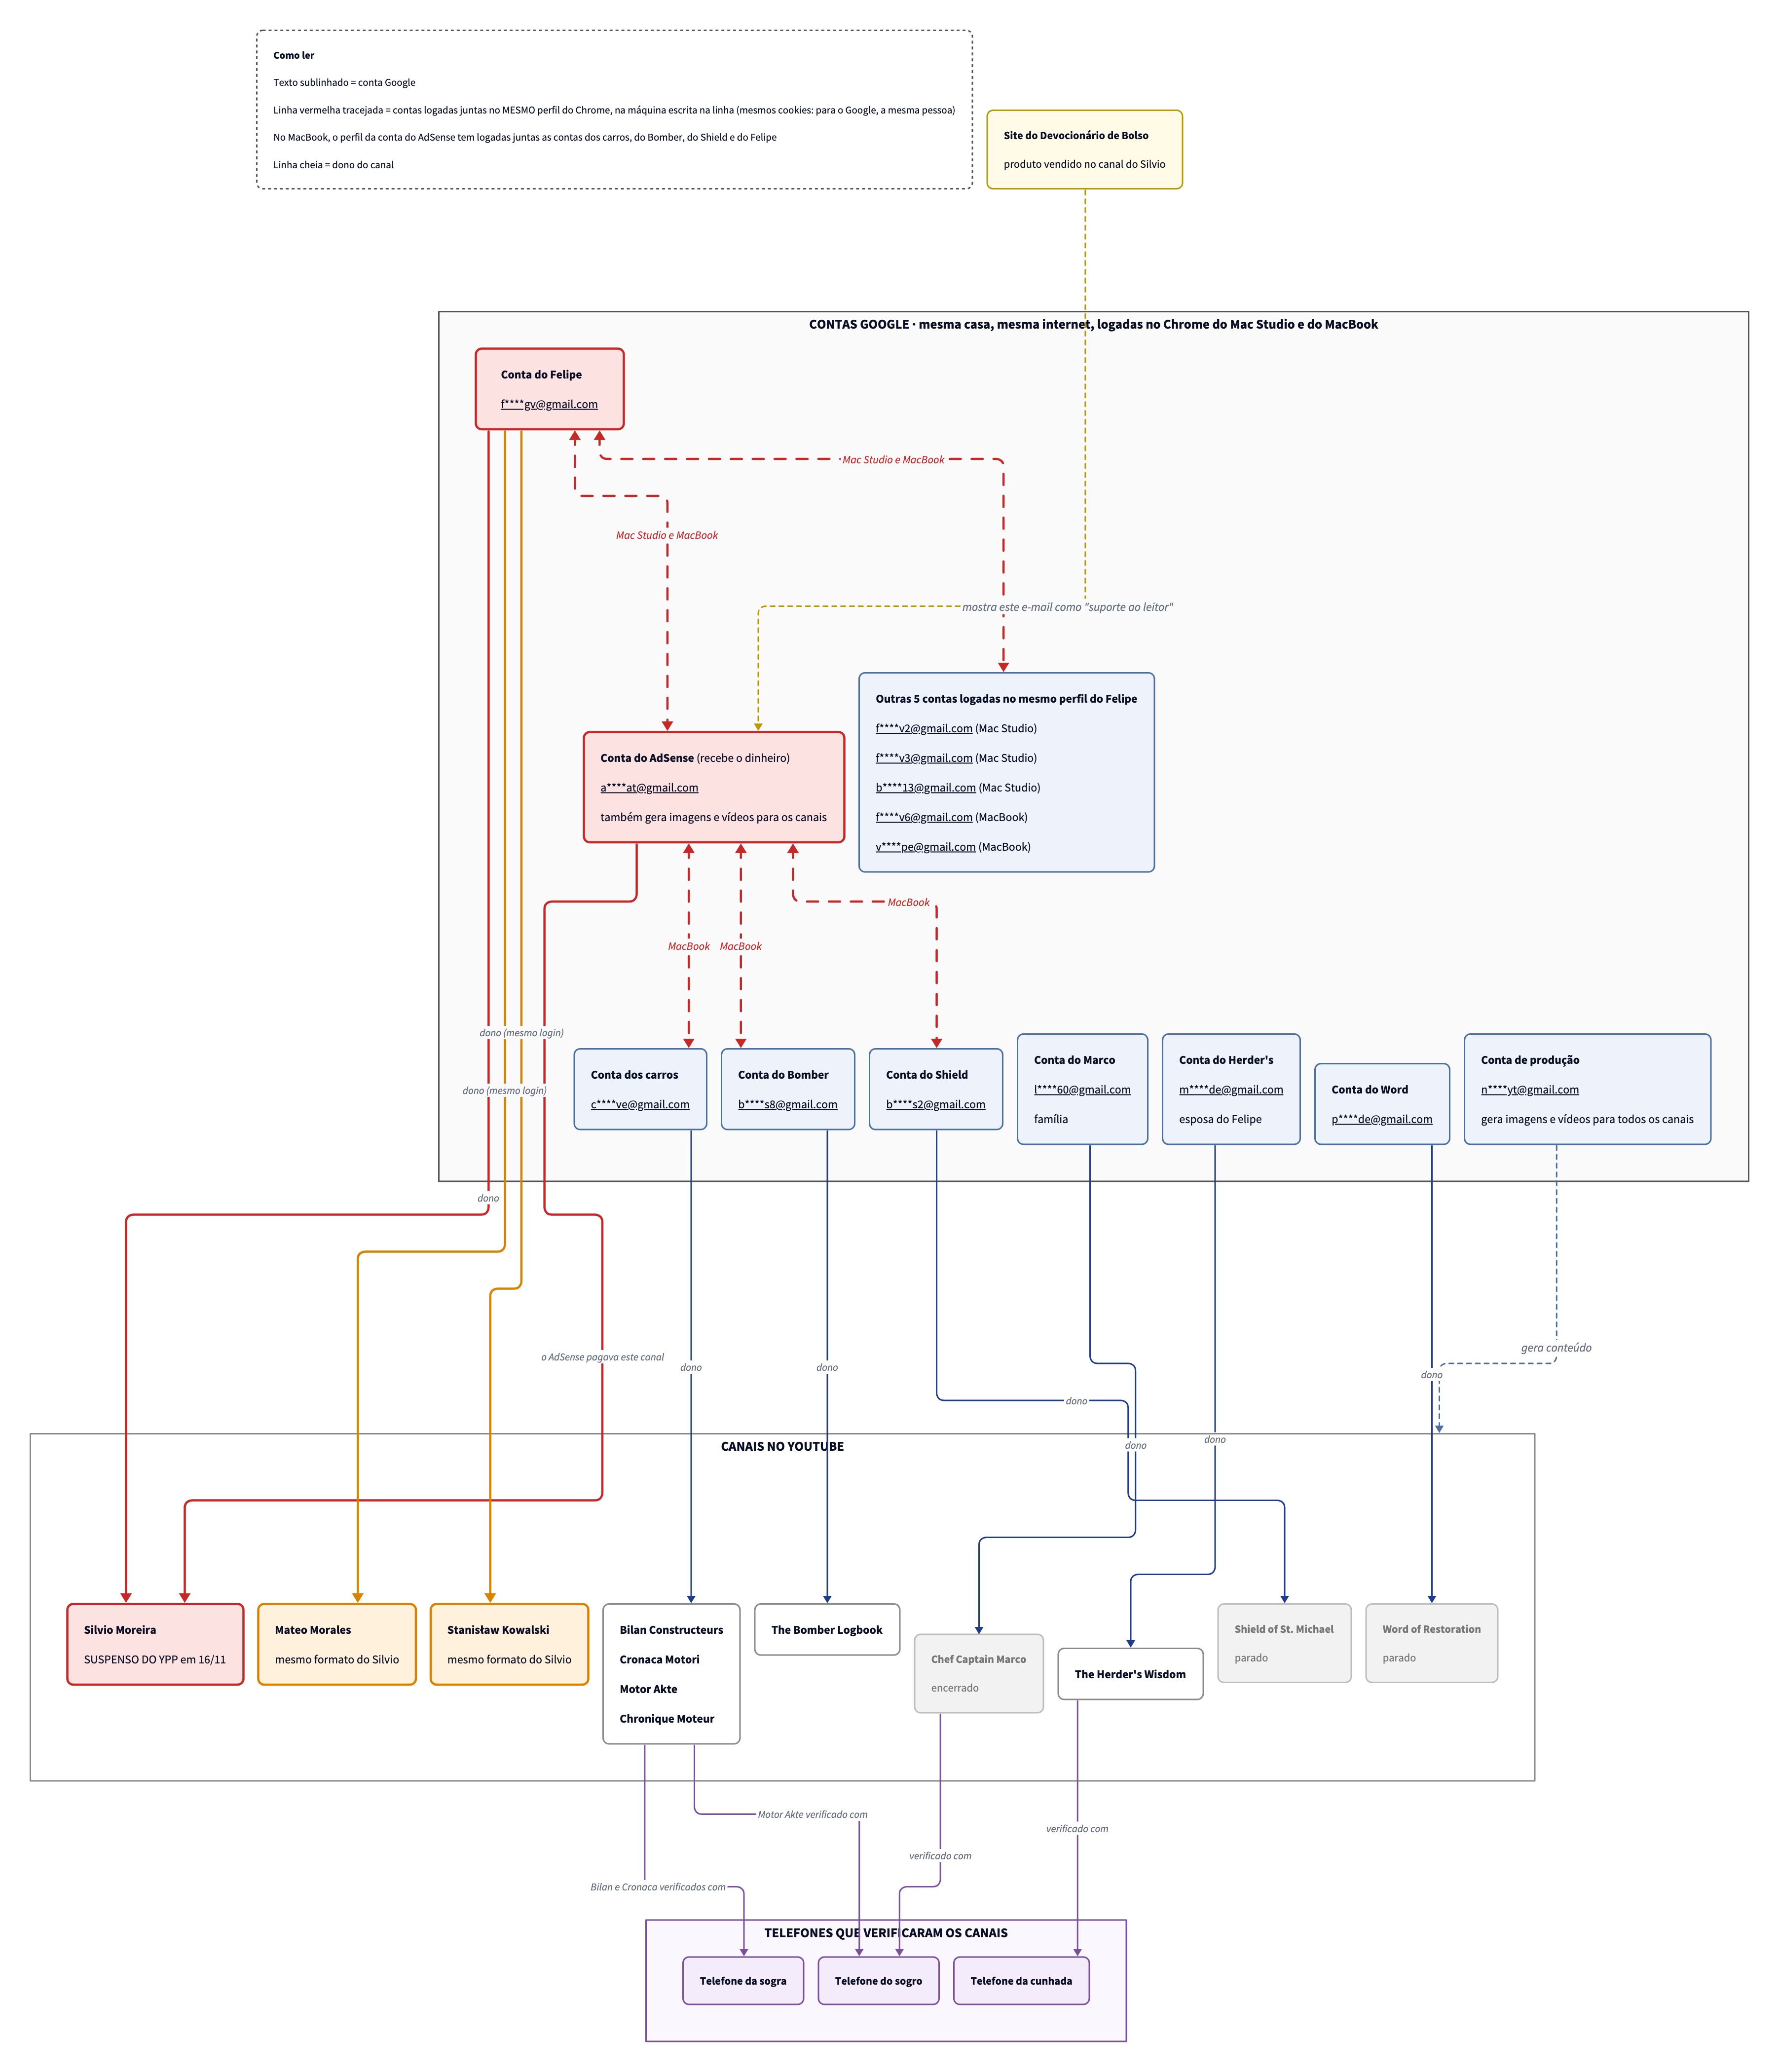 Como ler
Texto sublinhado = conta Google
Linha vermelha tracejada = contas logadas juntas no MESMO perfil do Chrome, na máquina escrita na linha (mesmos cookies: para o Google, a mesma pessoa)
No MacBook, o perfil da conta do AdSense tem logadas juntas as contas dos carros, do Bomber, do Shield e do Felipe
Linha cheia = dono do canal
Site do Devocionário de Bolso
produto vendido no canal do Silvio
CONTAS GOOGLE · mesma casa, mesma internet, logadas no Chrome do Mac Studio e do MacBook
Conta do Felipe
f****gv@gmail.com
Mac Studio e MacBook
Mac Studio e MacBook
mostra este e-mail como "suporte ao leitor"
Outras 5 contas logadas no mesmo perfil do Felipe
f****v2@gmail.com (Mac Studio)
f****v3@gmail.com (Mac Studio)
b****13@gmail.com (Mac Studio)
f****v6@gmail.com (MacBook)
v****pe@gmail.com (MacBook)
Conta do AdSense (recebe o dinheiro)
a****at@gmail.com
também gera imagens e vídeos para os canais
MacBook
MacBook
MacBook
dono (mesmo login)
dono (mesmo login)
Conta dos carros
c****ve@gmail.com
Conta do Bomber
b****s8@gmail.com
Conta do Shield
b****s2@gmail.com
Conta do Marco
l****60@gmail.com
família
Conta do Herder's
m****de@gmail.com
esposa do Felipe
Conta do Word
p****de@gmail.com
Conta de produção
n****yt@gmail.com
gera imagens e vídeos para todos os canais
dono
o AdSense pagava este canal
dono
dono
gera conteúdo
dono
dono
dono
dono
CANAIS NO YOUTUBE
Silvio Moreira
SUSPENSO DO YPP em 16/11
Mateo Morales
mesmo formato do Silvio
Stanisław Kowalski
mesmo formato do Silvio
Bilan Constructeurs
Cronaca Motori
Motor Akte
Chronique Moteur
The Bomber Logbook
Chef Captain Marco
encerrado
The Herder's Wisdom
Shield of St. Michael
parado
Word of Restoration
parado
Motor Akte verificado com
verificado com
verificado com
Bilan e Cronaca verificados com
TELEFONES QUE VERIFICARAM OS CANAIS
Telefone da sogra
Telefone do sogro
Telefone da cunhada